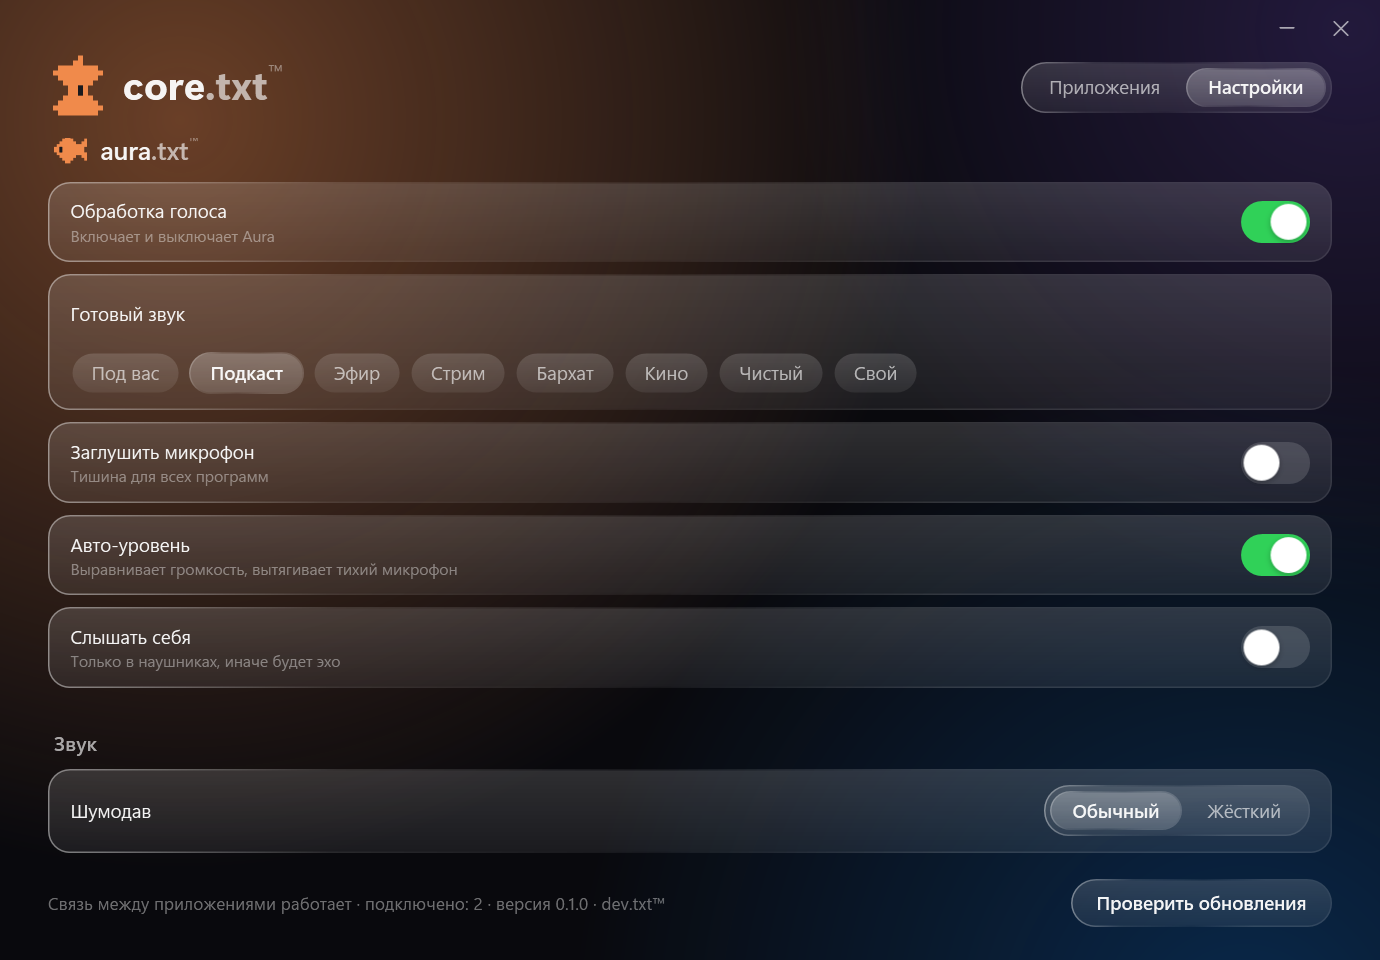 core.txt™
Приложения Настройки
aura.txt™
Обработка голоса
Включает и выключает Aura
Готовый звук
Под вас Подкаст Эфир Стрим Бархат Кино Чистый Свой
Заглушить микрофон
Тишина для всех программ
Авто-уровень
Выравнивает громкость, вытягивает тихий микрофон
Слышать себя
Только в наушниках, иначе будет эхо
Звук
Шумодав Обычный Жёсткий
Связь между приложениями работает · подключено: 2 · версия 0.1.0 · dev.txt™ Проверить обновления